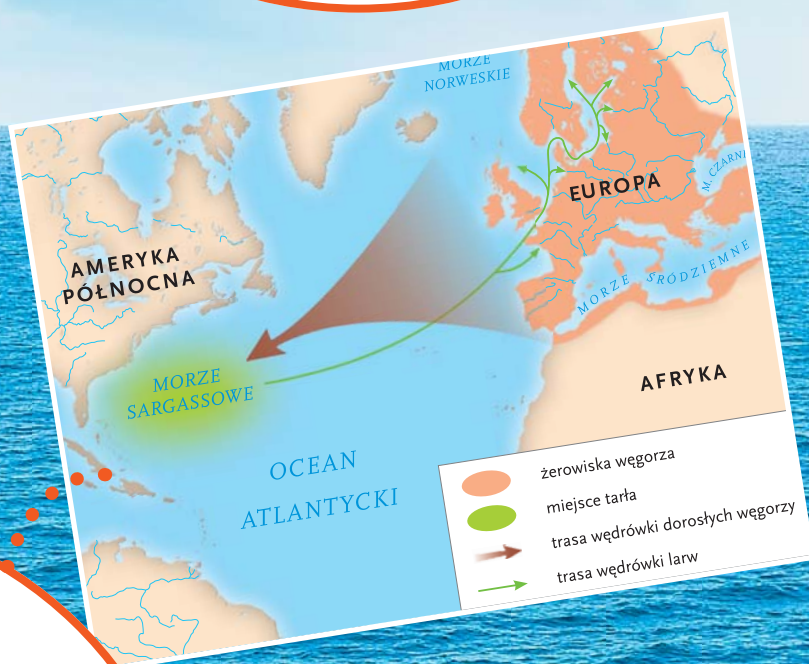 MORZE
NORWESKIE
EUROPA
M. CZARN
AMERYKA
PÓŁNOCNA
MORZE ŚRÓDZIEMNE
MORZE
SARGASSOWE
AFRYKA
OCEAN
ATLANTYCKI
żerowiska węgorza
miejsce tarła
trasa wędrówki dorosłych węgorzy
trasa wędrówki larw